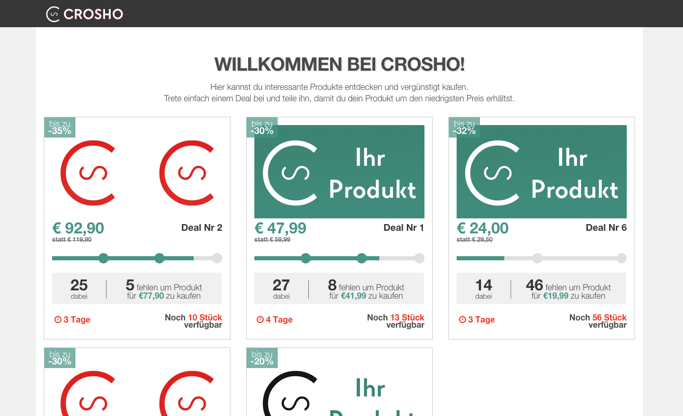 CROSHO
WILLKOMMEN BEI CROSHO!
Hier kannst du interessante Produkte entdecken und vergünstigt kaufen.
Trete einfach einem Deal bei und teile ihn, damit du dein Produkt um den niedrigsten Preis erhältst.
bis zu
-35%
€ 92,90
Deal Nr 2
statt € 119,90
25
dabei
5 fehlen um Produkt
für €77,90 zu kaufen
3 Tage
Noch 10 Stück
verfügbar
bis zu
-30%
Ihr
Produkt
€ 47,99
Deal Nr 1
statt € 59,99
27
dabei
8 fehlen um Produkt
für €41,99 zu kaufen
4 Tage
Noch 13 Stück
verfügbar
bis zu
-32%
Ihr
Produkt
€ 24,00
Deal Nr 6
statt € 29,50
14
dabei
46 fehlen um Produkt
für €19,99 zu kaufen
3 Tage
Noch 56 Stück
verfügbar
bis zu
-30%
bis zu
-20%
Ihr